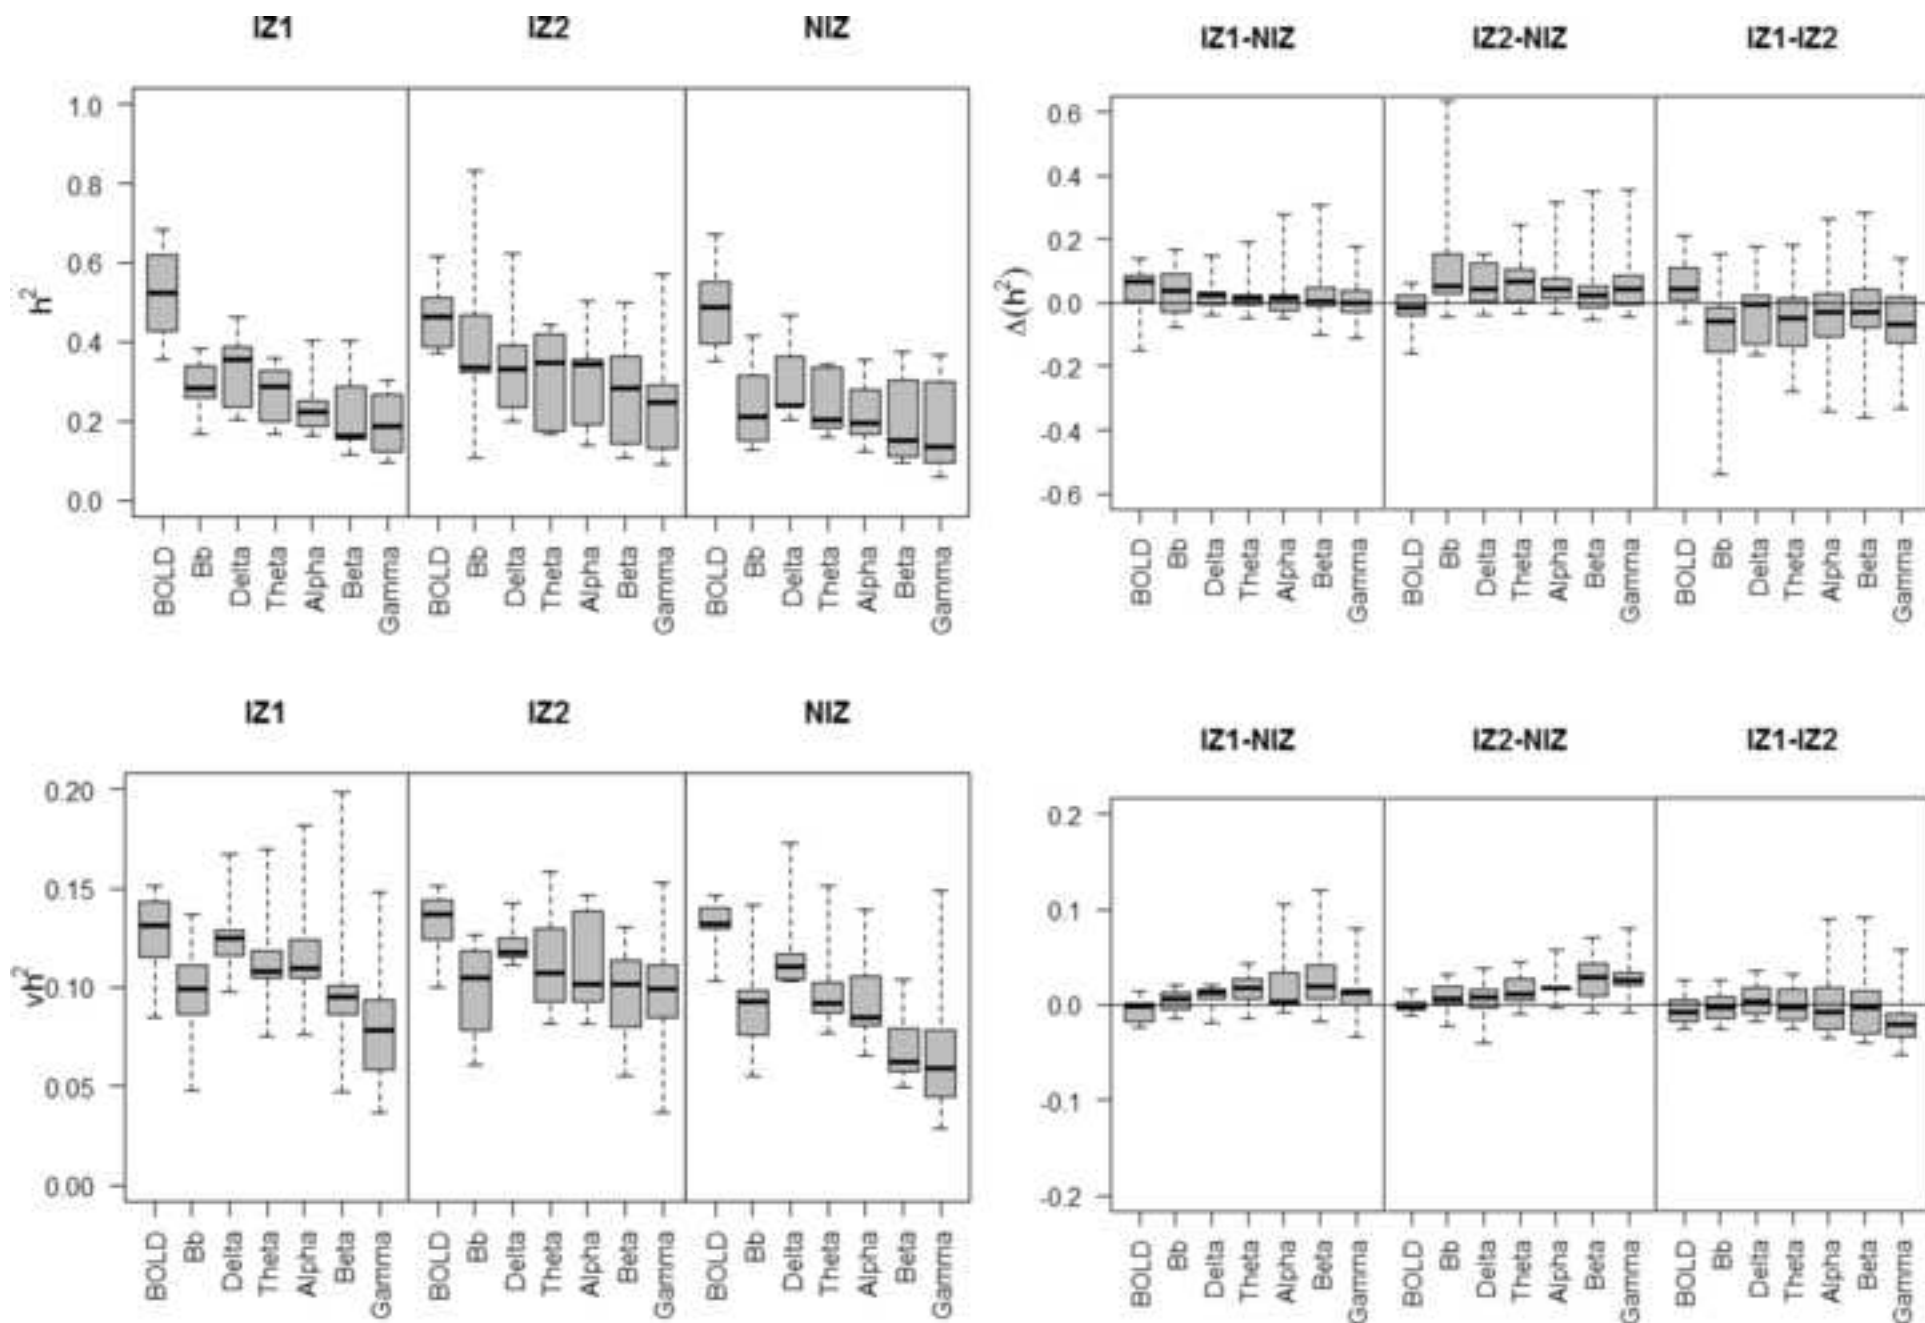 IZ1 IZ2 NIZ
h²
1.0
0.8
0.6
0.4
0.2
0.0
BOLD Bb Delta Theta Alpha Beta Gamma BOLD Bb Delta Theta Alpha Beta Gamma BOLD Bb Delta Theta Alpha Beta Gamma
IZ1-NIZ IZ2-NIZ IZ1-IZ2
Δ(h²)
0.6
0.4
0.2
0.0
-0.2
-0.4
-0.6
BOLD Bb Delta Theta Alpha Beta Gamma BOLD Bb Delta Theta Alpha Beta Gamma BOLD Bb Delta Theta Alpha Beta Gamma
IZ1 IZ2 NIZ
vh²
0.20
0.15
0.10
0.05
0.00
BOLD Bb Delta Theta Alpha Beta Gamma BOLD Bb Delta Theta Alpha Beta Gamma BOLD Bb Delta Theta Alpha Beta Gamma
IZ1-NIZ IZ2-NIZ IZ1-IZ2
0.2
0.1
0.0
-0.1
-0.2
BOLD Bb Delta Theta Alpha Beta Gamma BOLD Bb Delta Theta Alpha Beta Gamma BOLD Bb Delta Theta Alpha Beta Gamma